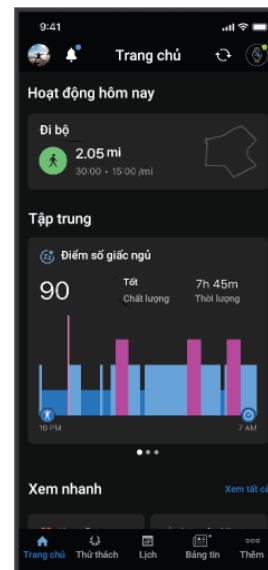 9:41
Trang chủ
Hoạt động hôm nay
Đi bộ
2.05 mi
30:00 • 15:00 /mi
Tập trung
Điểm số giấc ngủ
90
Tốt
Chất lượng
7h 45m
Thời lượng
10 PM
7 AM
Xem nhanh
Xem tất cả
Trang chủ
Thử thách
Lịch
Bảng tin
Thêm